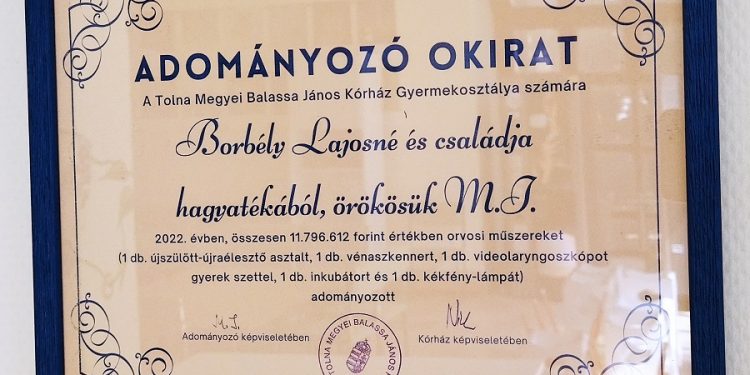 ADOMÁNYOZÓ OKIRAT
A Tolna Megyei Balassa János Kórház Gyermekosztálya számára
Borbély Lajosné és családja
hagyatékából, örökösük M.I.
2022. évben, összesen 11.796.612 forint értékben orvosi műszereket
(1 db. újszülött-újraélesztő asztalt, 1 db. vénaszkennert, 1 db. videolaryngoszkópot
gyerek szettel, 1 db. inkubátort és 1 db. kékfény-lámpát)
adományozott
Adományozó képviseletében
Kórház képviseletében
TOLNA MEGYEI BALASSA JÁNOS